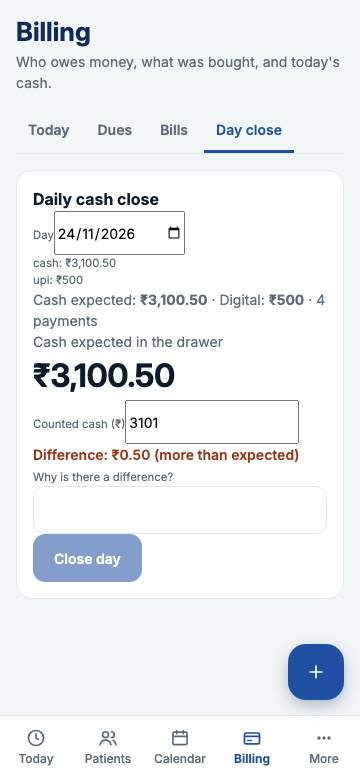 Billing
Who owes money, what was bought, and today's
cash.
Today Dues Bills Day close
Daily cash close
Day 24/11/2026
cash: ₹3,100.50
upi: ₹500
Cash expected: ₹3,100.50 · Digital: ₹500 · 4
payments
Cash expected in the drawer
₹3,100.50
Counted cash (₹) 3101
Difference: ₹0.50 (more than expected)
Why is there a difference?
Close day
+
Today Patients Calendar Billing More